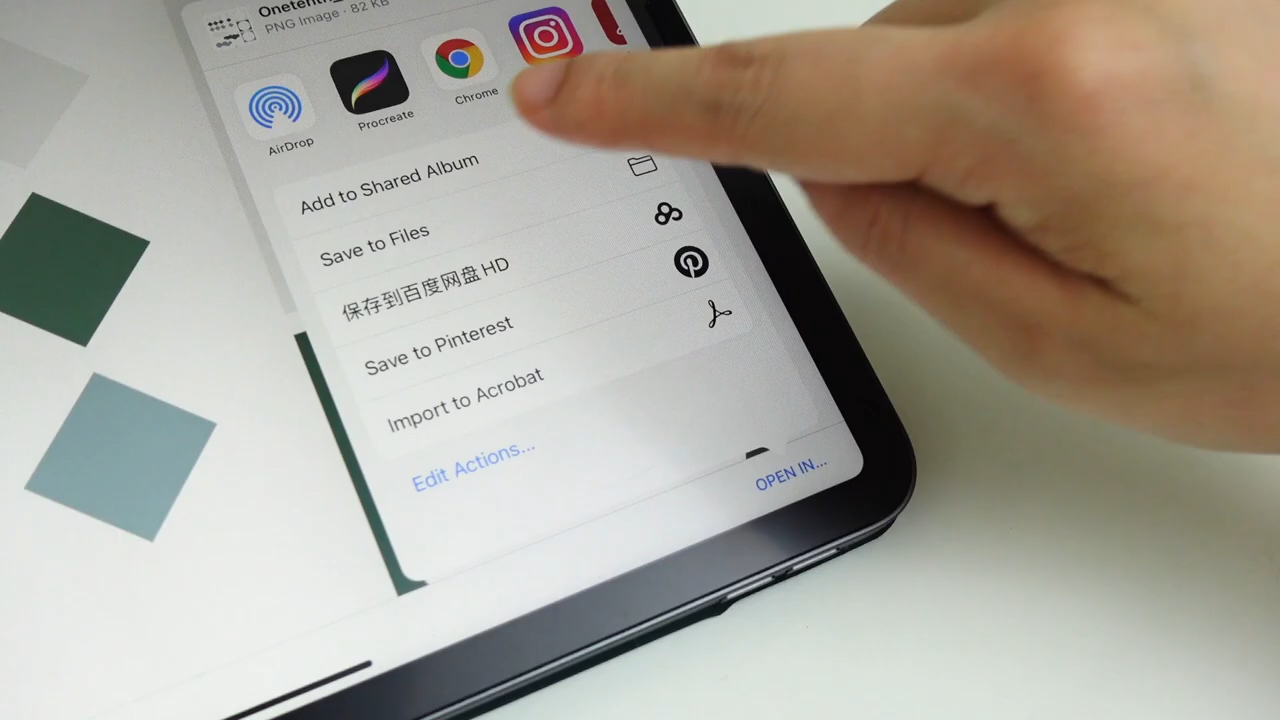 Onetenth_
PNG Image · 82 KB
AirDrop
Procreate
Chrome
Add to Shared Album
Save to Files
保存到百度网盘 HD
Save to Pinterest
Import to Acrobat
Edit Actions...
OPEN IN...